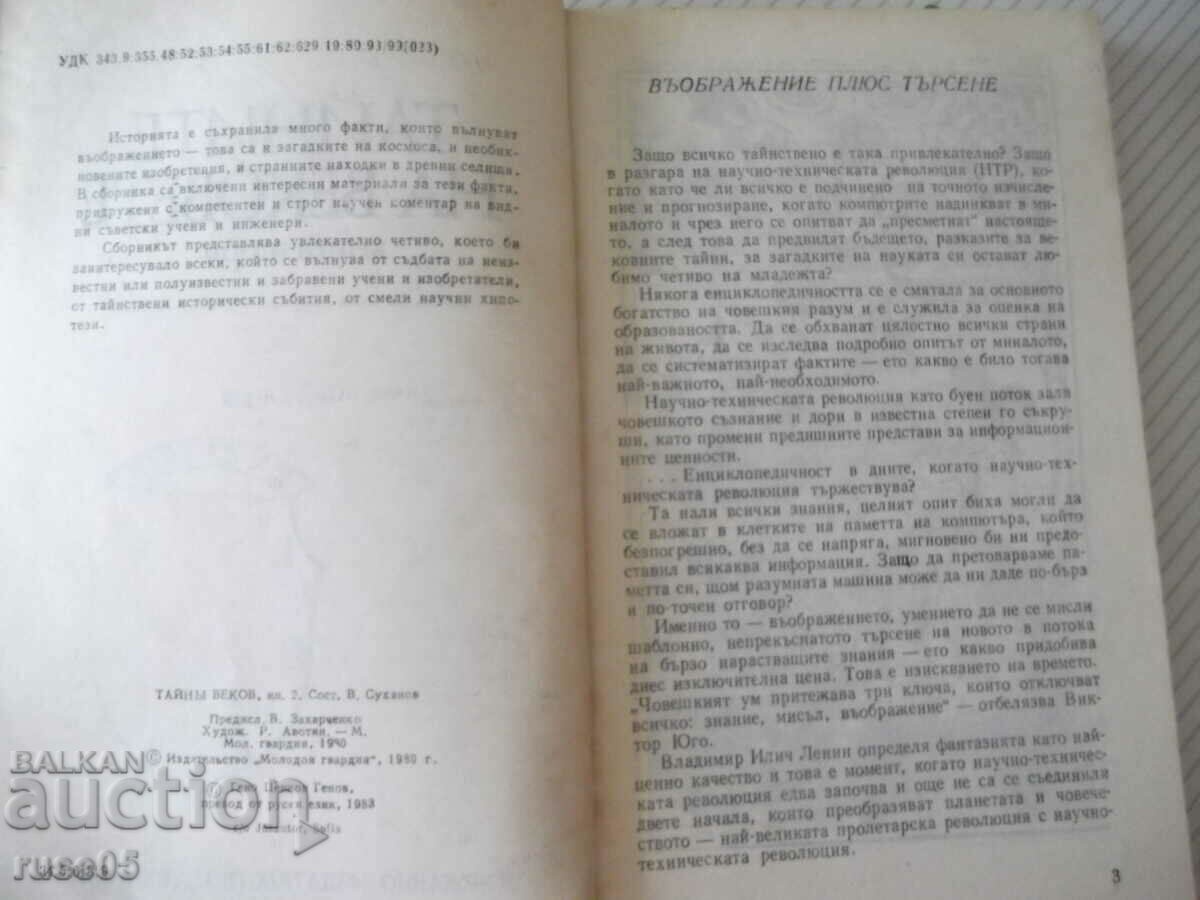 УДК 343.9:355.48:52:53:54:55:61:62:629.19:80.93/99(023)
Историята е съхранила много факти, които вълнуват
въображението — това са и загадките на космоса, и необик-
новените изобретения, и странните находки в древни селища.
В сборника са включени интересни материали за тези факти,
придружени с компетентен и строг научен коментар на вид-
ни съветски учени и инженери.
Сборникът представлява увлекателно четиво, което би
заинтересувало всеки, който се вълнува от съдбата на неиз-
вестни или полуизвестни и забравени учени и изобретатели,
от тайнствени исторически събития, от смели научни хипо-
тези.
ТАЙНЫ ВЕКОВ, кн. 2. Сост. В. Суханов
Предисл В. Захарченко
Худож. Р. Авотин, — М.
Мол. гвардия, 1980
© Издательство „Молодая гвардия", 1980 г.
Генов,
превод от руски език, 1983
c/o Jusautor, Sofia
ВЪОБРАЖЕНИЕ ПЛЮС ТЪРСЕНЕ
Защо всичко тайнствено е така привлекателно? Защо
в разгара на научно-техническата революция (НТР), ко-
гато като че ли всичко е подчинено на точното изчисле-
ние и прогнозиране, когато компютрите надникват в ми-
налото и чрез него се опитват да „пресметнат" настояще-
то, а след това да предвидят бъдещето, разказите за ве-
ковните тайни, за загадките на науката си остават лю-
бимо четиво на младежта?
Някога енциклопедичността се е смятала за основното
богатство на човешкия разум и е служила за оценка на
образоваността. Да се обхванат цялостно всички страни
на живота, да се изследва подробно опитът от миналото,
да се систематизират фактите — ето какво е било тогава
най-важното, най-необходимото.
Научно-техническата революция като буен поток заля
човешкото съзнание и дори в известна степен го съкру-
ши, като промени предишните представи за информацион-
ните ценности.
. . . Енциклопедичност в дните, когато научно-тех-
ническата революция тържествува?
Та нали всички знания, целият опит биха могли да
се вложат в клетките на паметта на компютъра, който
безпогрешно, без да се напряга, мигновено би ни предо-
ставил всякаква информация. Защо да претоварваме па-
метта си, щом разумната машина може да ни даде по-бърз
и по-точен отговор?
Именно то — въображението, умението да не се мисли
шаблонно, непрекъснатото търсене на новото в потока
на бързо нарастващите знания — ето какво придобива
днес изключителна цена. Това е изискването на времето.
„Човешкият ум притежава три ключа, които отключват
всичко: знание, мисъл, въображение" — отбелязва Вик-
тор Юго.
Владимир Илич Ленин определя фантазията като най-
ценно качество и това е момент, когато научно-техничес-
ката революция едва започва и още не са се съединили
двете начала, които преобразяват планетата и човече-
ството — най-великата пролетарска революция с научно-
техническата революция.
3
BALKAN
auction
ruse05